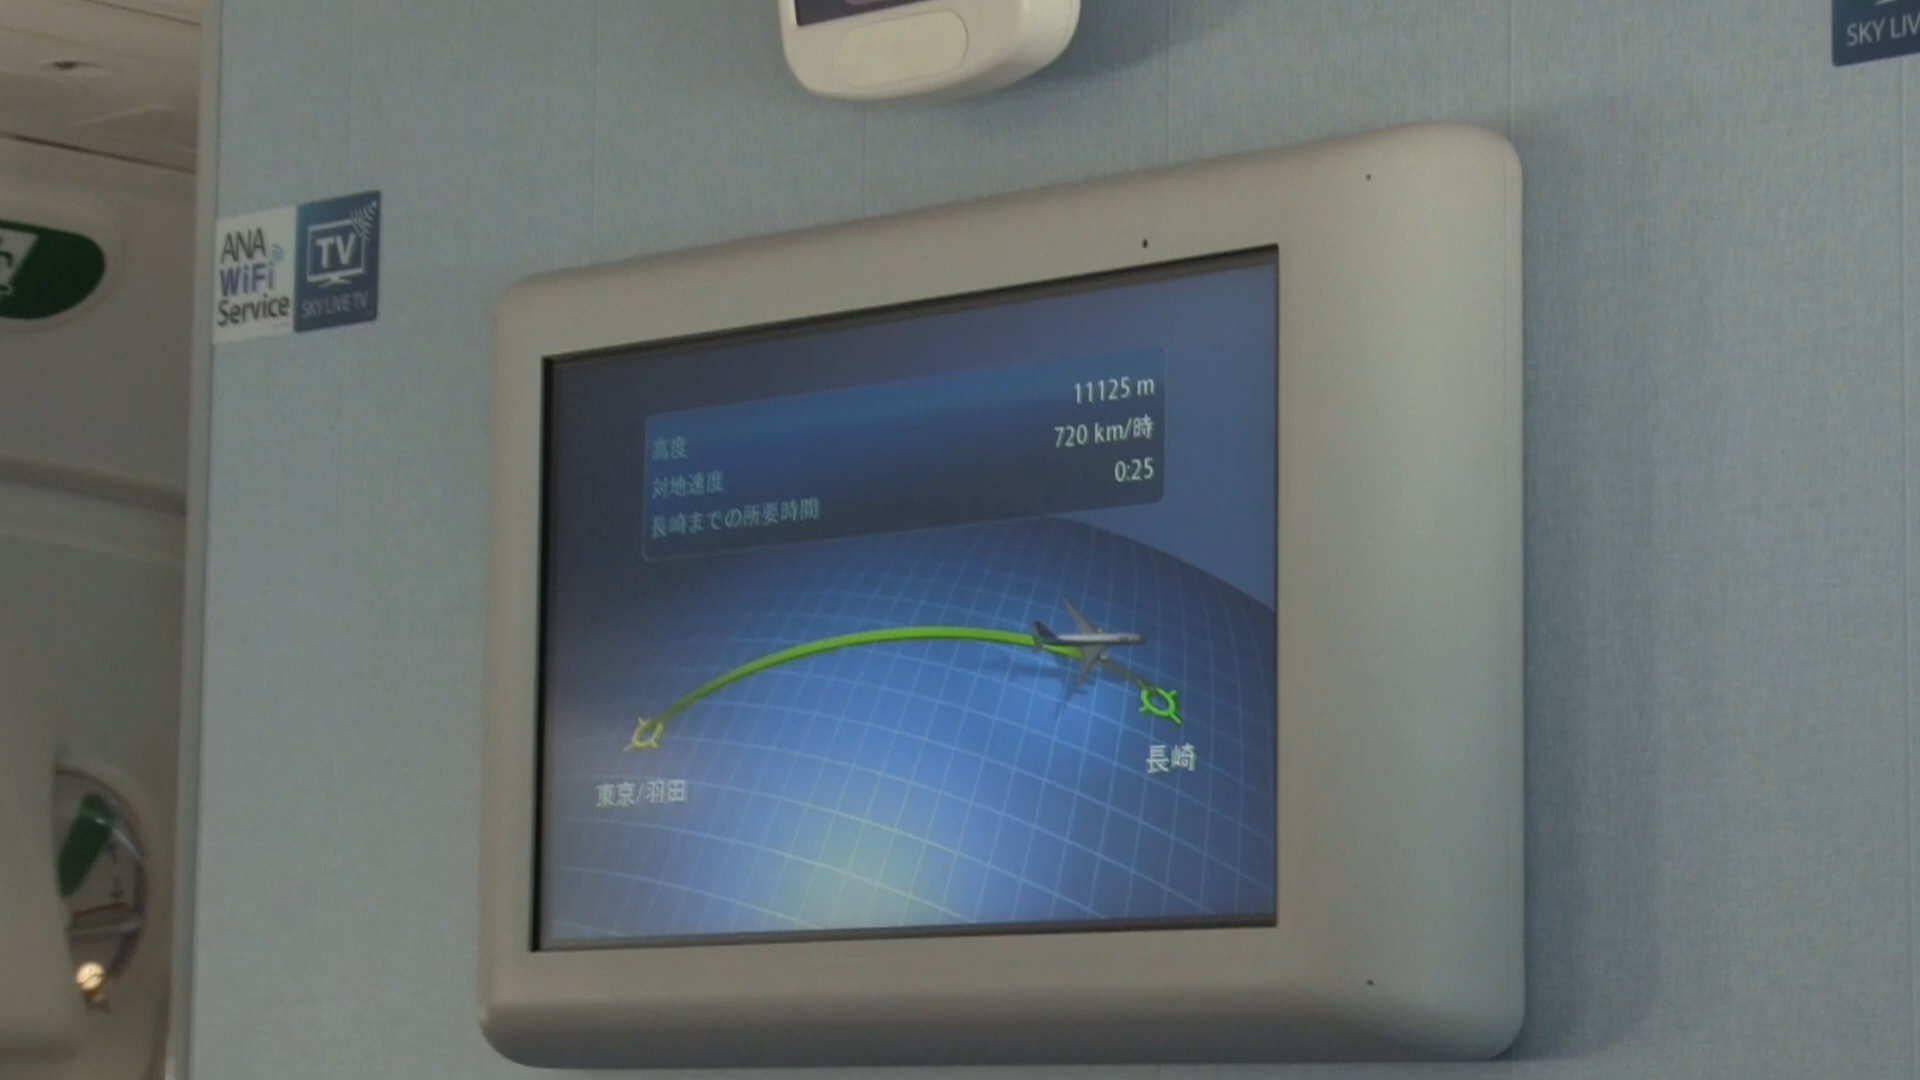 SKY LIV
ANA
WiFi
Service
TV
SKY LIVE TV
高度 11125 m
対地速度 720 km/時
長崎までの所要時間 0:25
東京/羽田
長崎